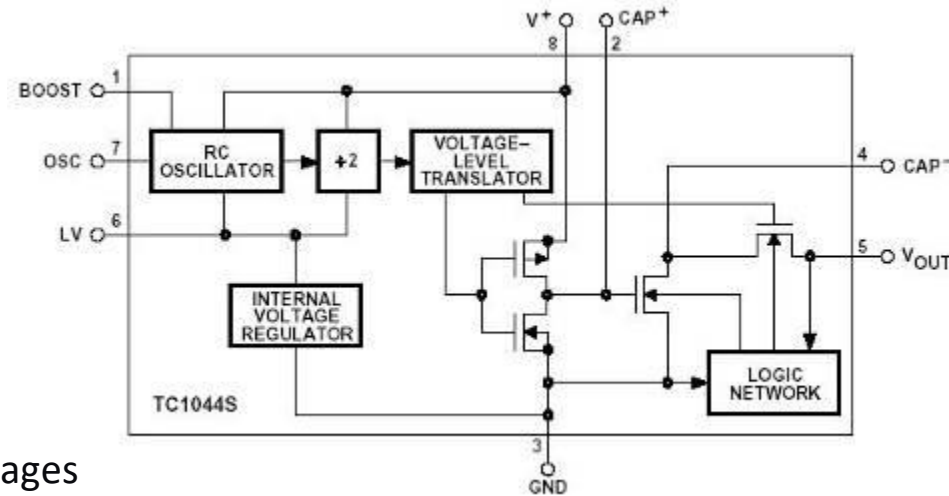 V+
CAP+
8
2
BOOST
1
OSC
7
LV
6
RC
OSCILLATOR
÷2
VOLTAGE–
LEVEL
TRANSLATOR
4
CAP–
5
VOUT
INTERNAL
VOLTAGE
REGULATOR
LOGIC
NETWORK
TC1044S
3
GND
ages